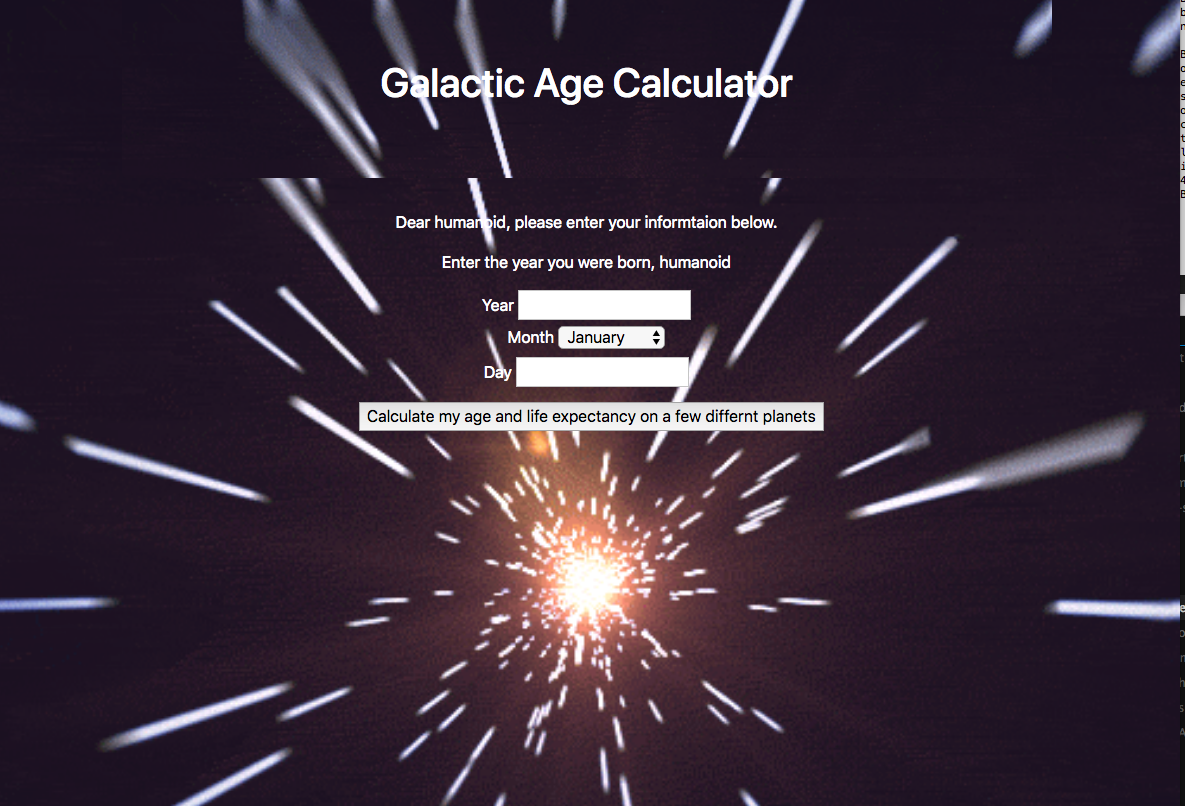 Galactic Age Calculator
Dear humanoid, please enter your informtaion below.
Enter the year you were born, humanoid
Year
Month January
Day
Calculate my age and life expectancy on a few differnt planets